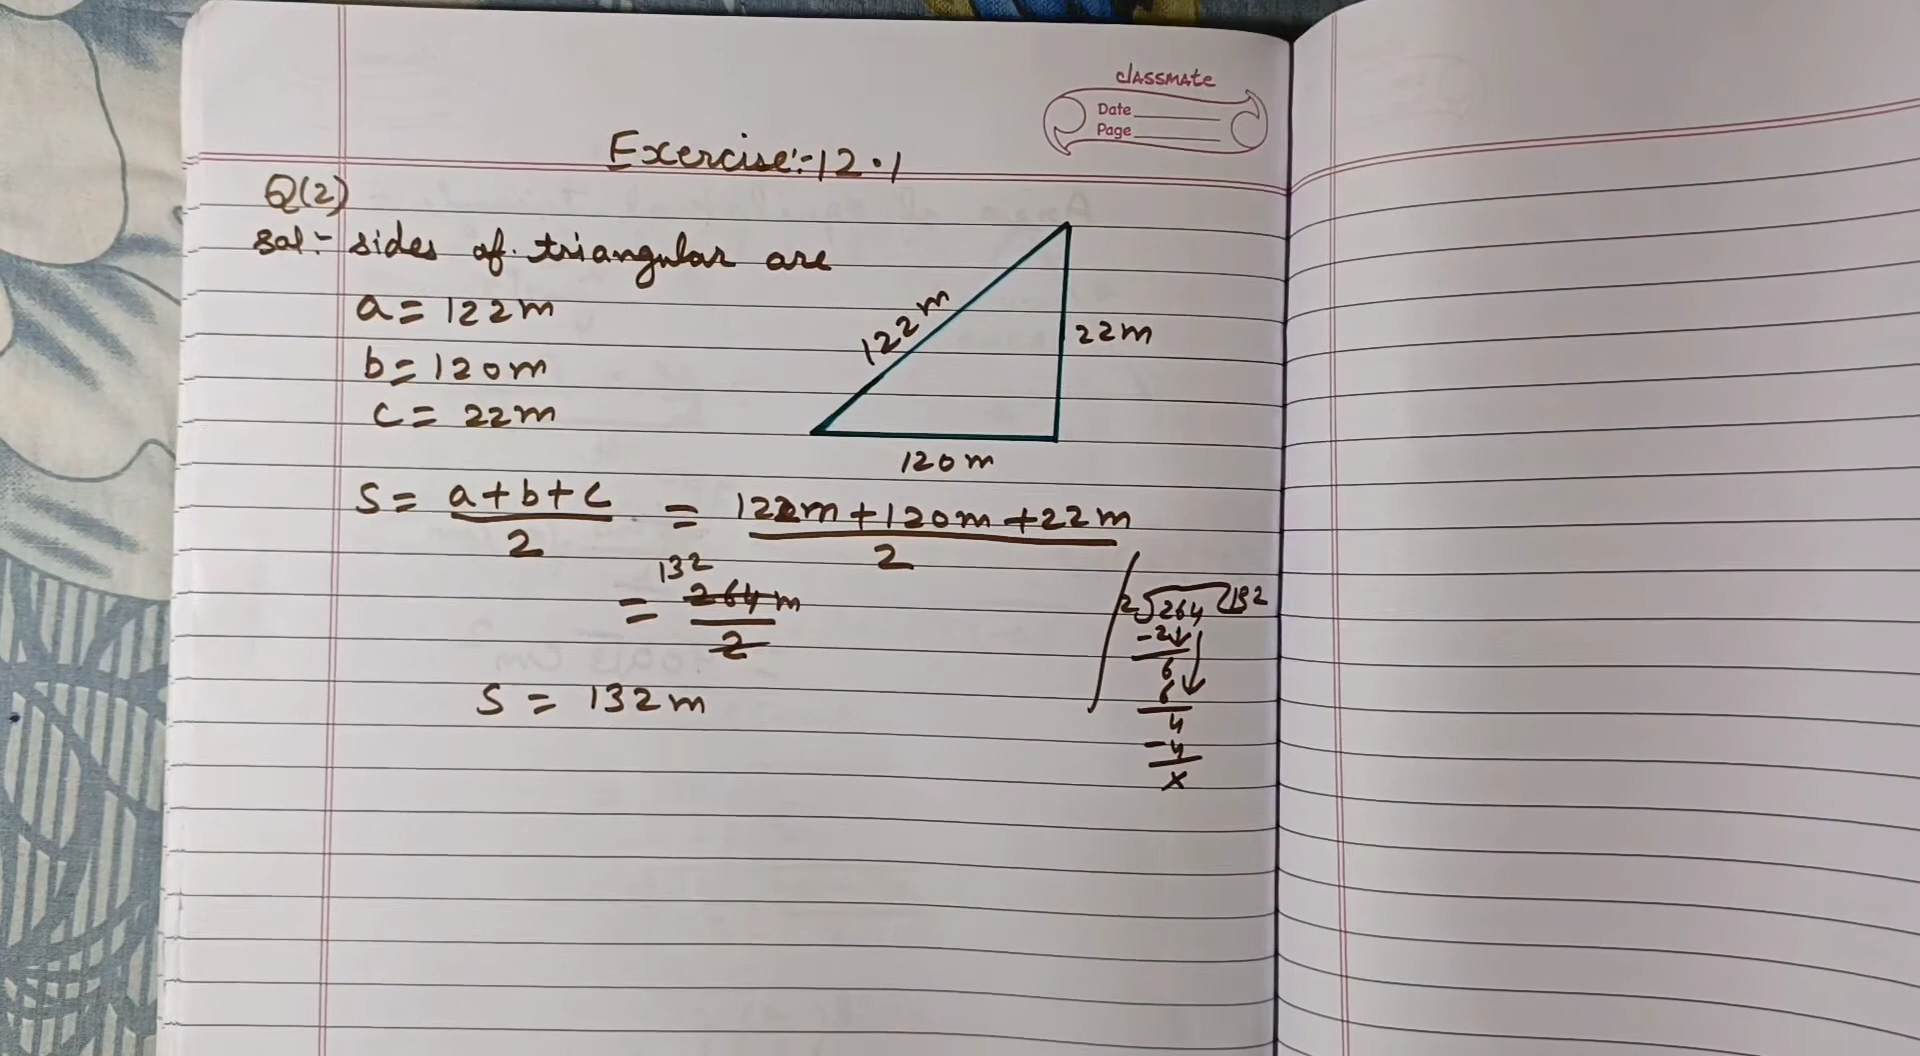 classmate
Date
Page
Exercise:-12.1
Q(2)
Sol:- sides of triangular are
a = 122m
b = 120m
c = 22m
122m
22m
120m
S = a+b+c / 2 = 122m+120m+22m / 2
132
= 264m / 2
S = 132m
2 264 132
-2
6
6
4
-4
x